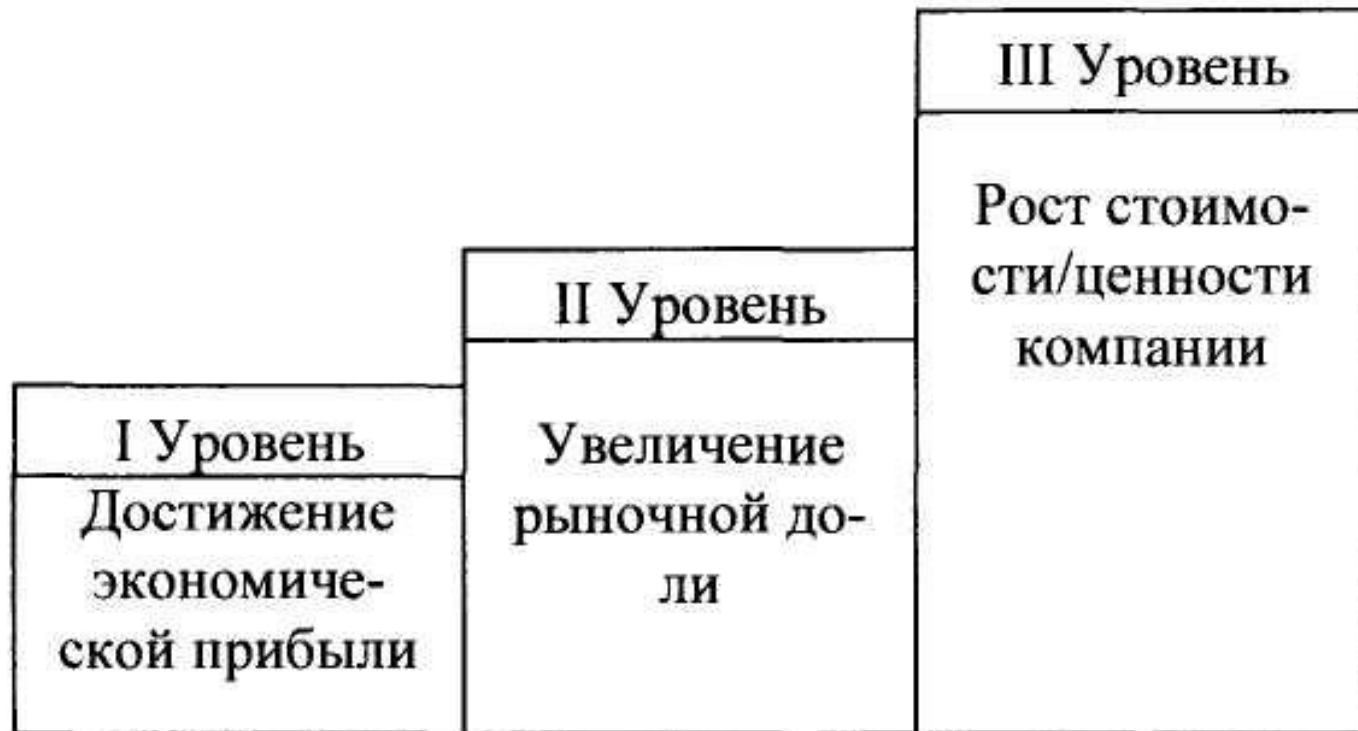 I Уровень
Достижение
экономиче-
ской прибыли
II Уровень
Увеличение
рыночной до-
ли
III Уровень
Рост стоимо-
сти/ценности
компании